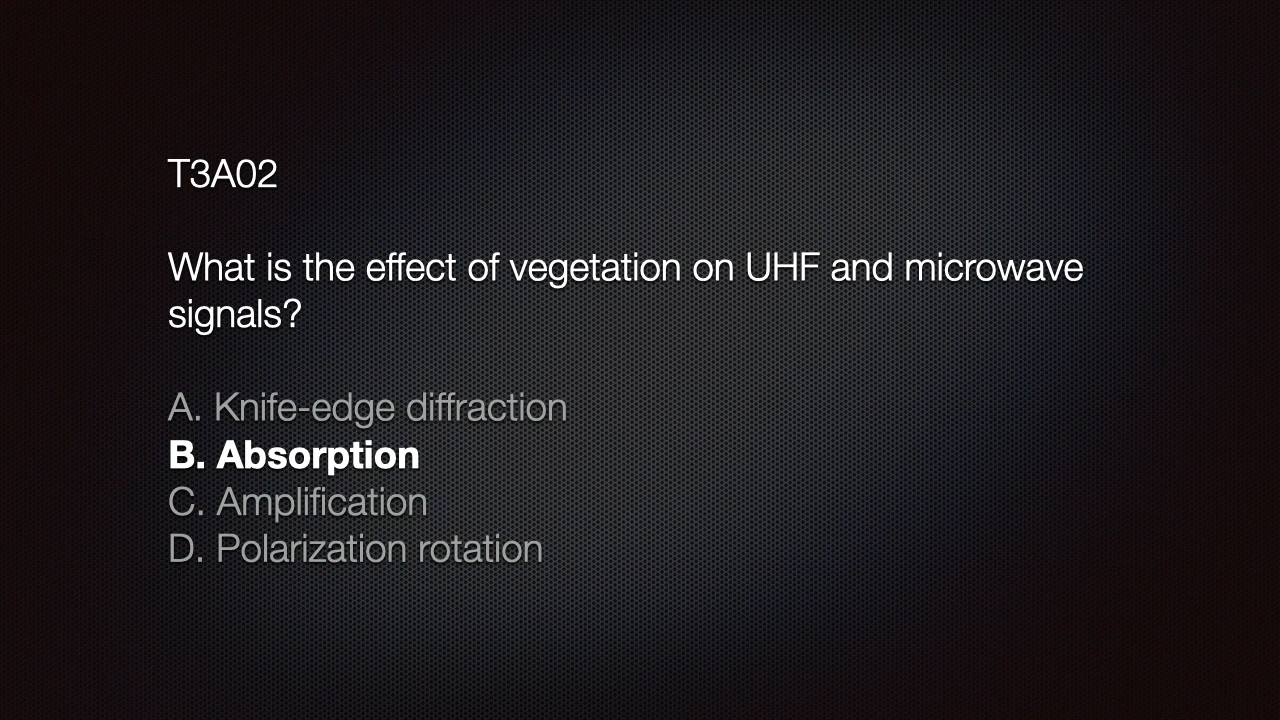 T3A02
What is the effect of vegetation on UHF and microwave
signals?
A. Knife-edge diffraction
B. Absorption
C. Amplification
D. Polarization rotation